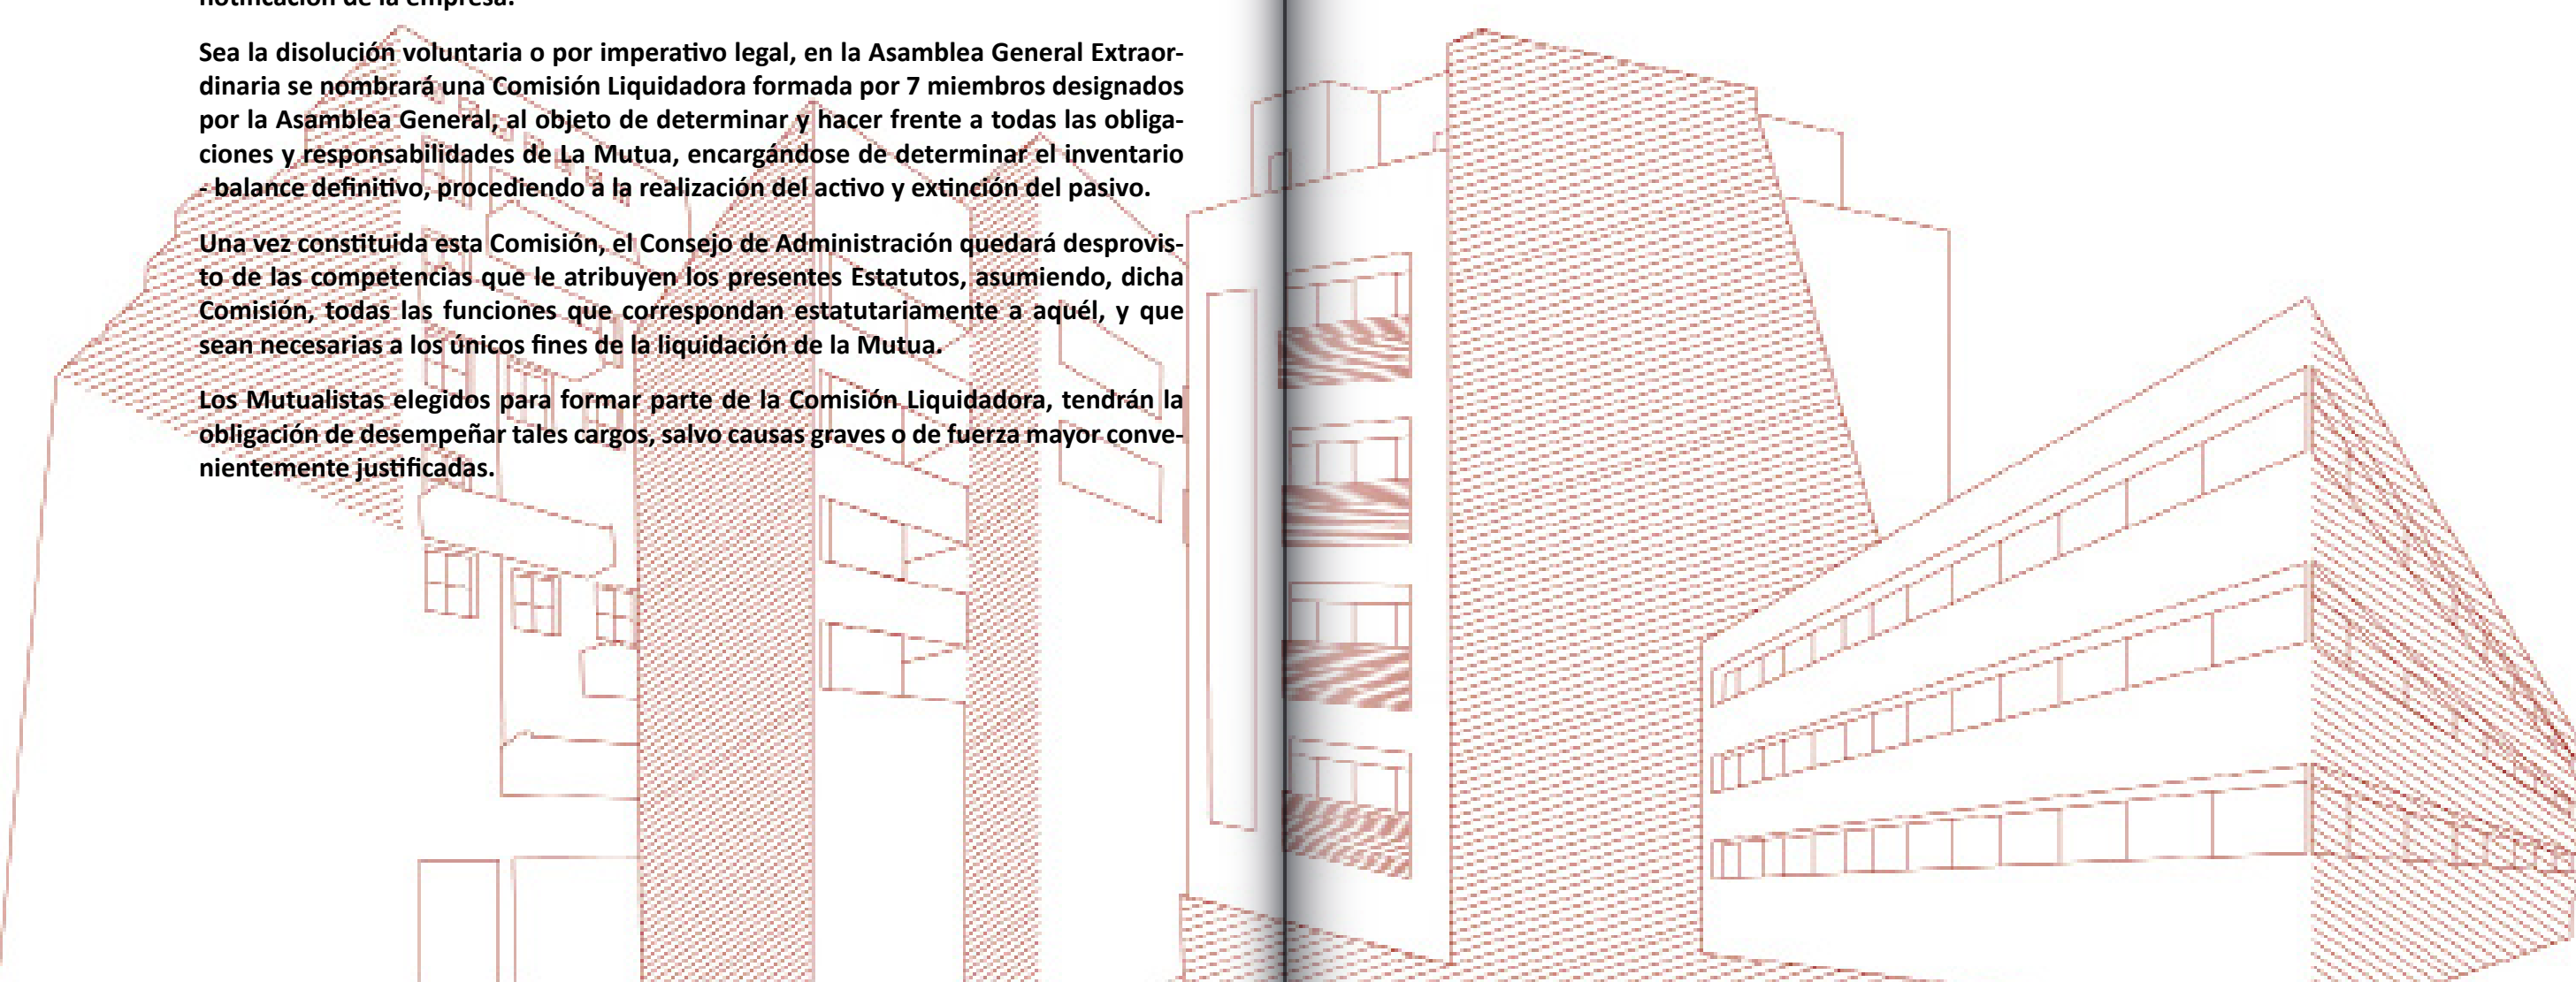 notificación de la empresa.
Sea la disolución voluntaria o por imperativo legal, en la Asamblea General Extraor-
dinaria se nombrará una Comisión Liquidadora formada por 7 miembros designados
por la Asamblea General, al objeto de determinar y hacer frente a todas las obliga-
ciones y responsabilidades de La Mutua, encargándose de determinar el inventario
- balance definitivo, procediendo a la realización del activo y extinción del pasivo.
Una vez constituida esta Comisión, el Consejo de Administración quedará desprovis-
to de las competencias que le atribuyen los presentes Estatutos, asumiendo, dicha
Comisión, todas las funciones que correspondan estatutariamente a aquél, y que
sean necesarias a los únicos fines de la liquidación de la Mutua.
Los Mutualistas elegidos para formar parte de la Comisión Liquidadora, tendrán la
obligación de desempeñar tales cargos, salvo causas graves o de fuerza mayor conve-
nientemente justificadas.